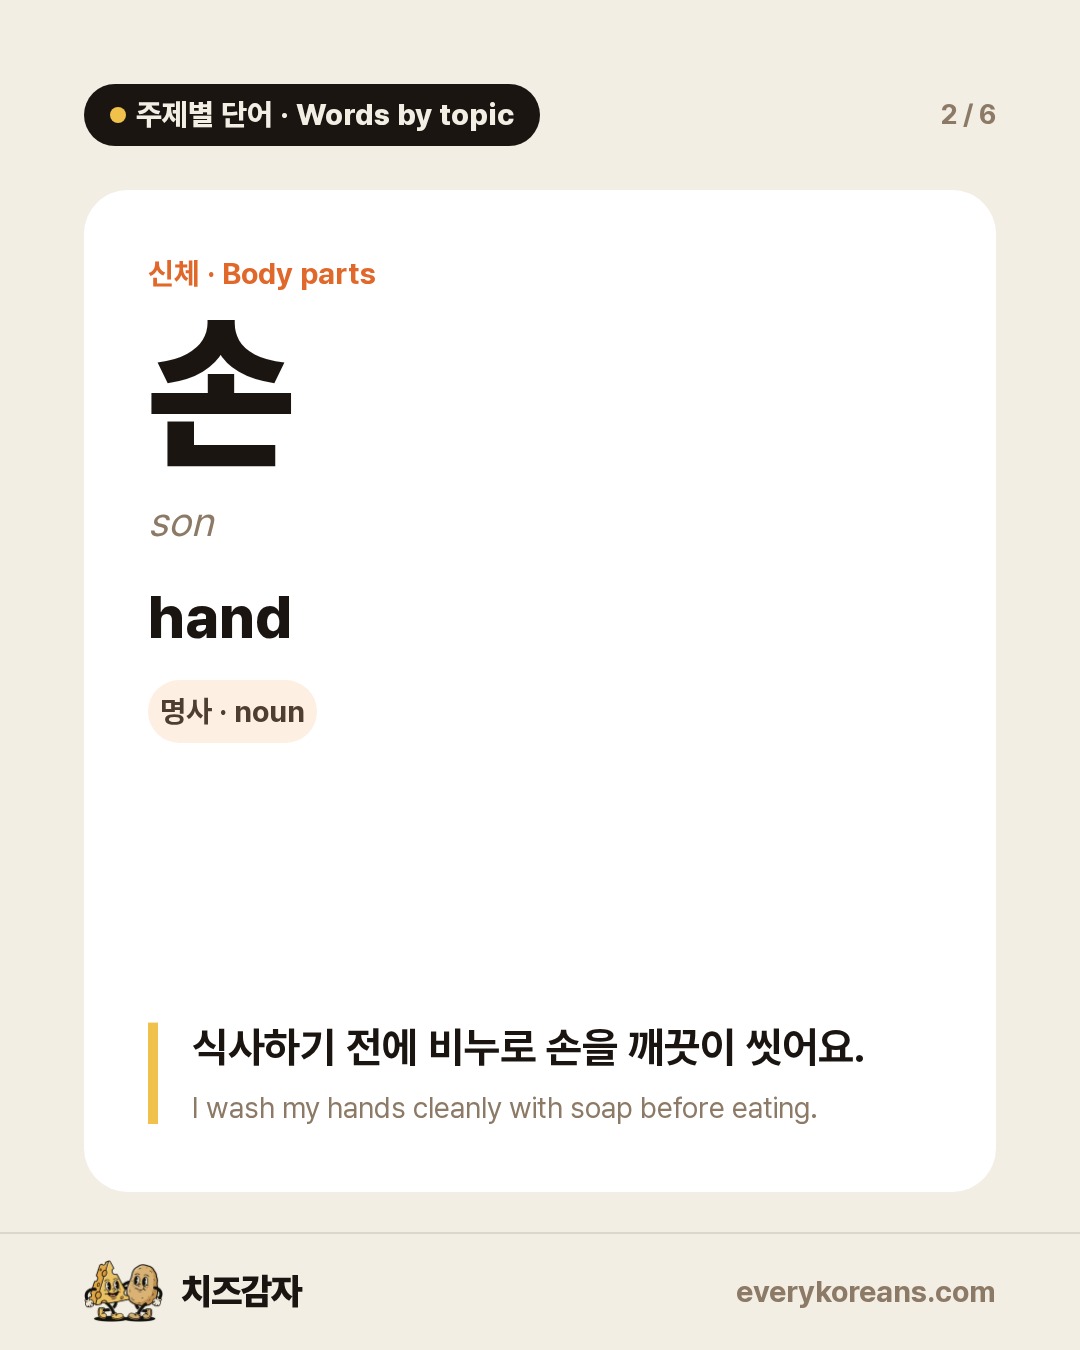 주제별 단어 · Words by topic
2 / 6
신체 · Body parts
손
son
hand
명사 · noun
식사하기 전에 비누로 손을 깨끗이 씻어요.
I wash my hands cleanly with soap before eating.
치즈감자
everykoreans.com